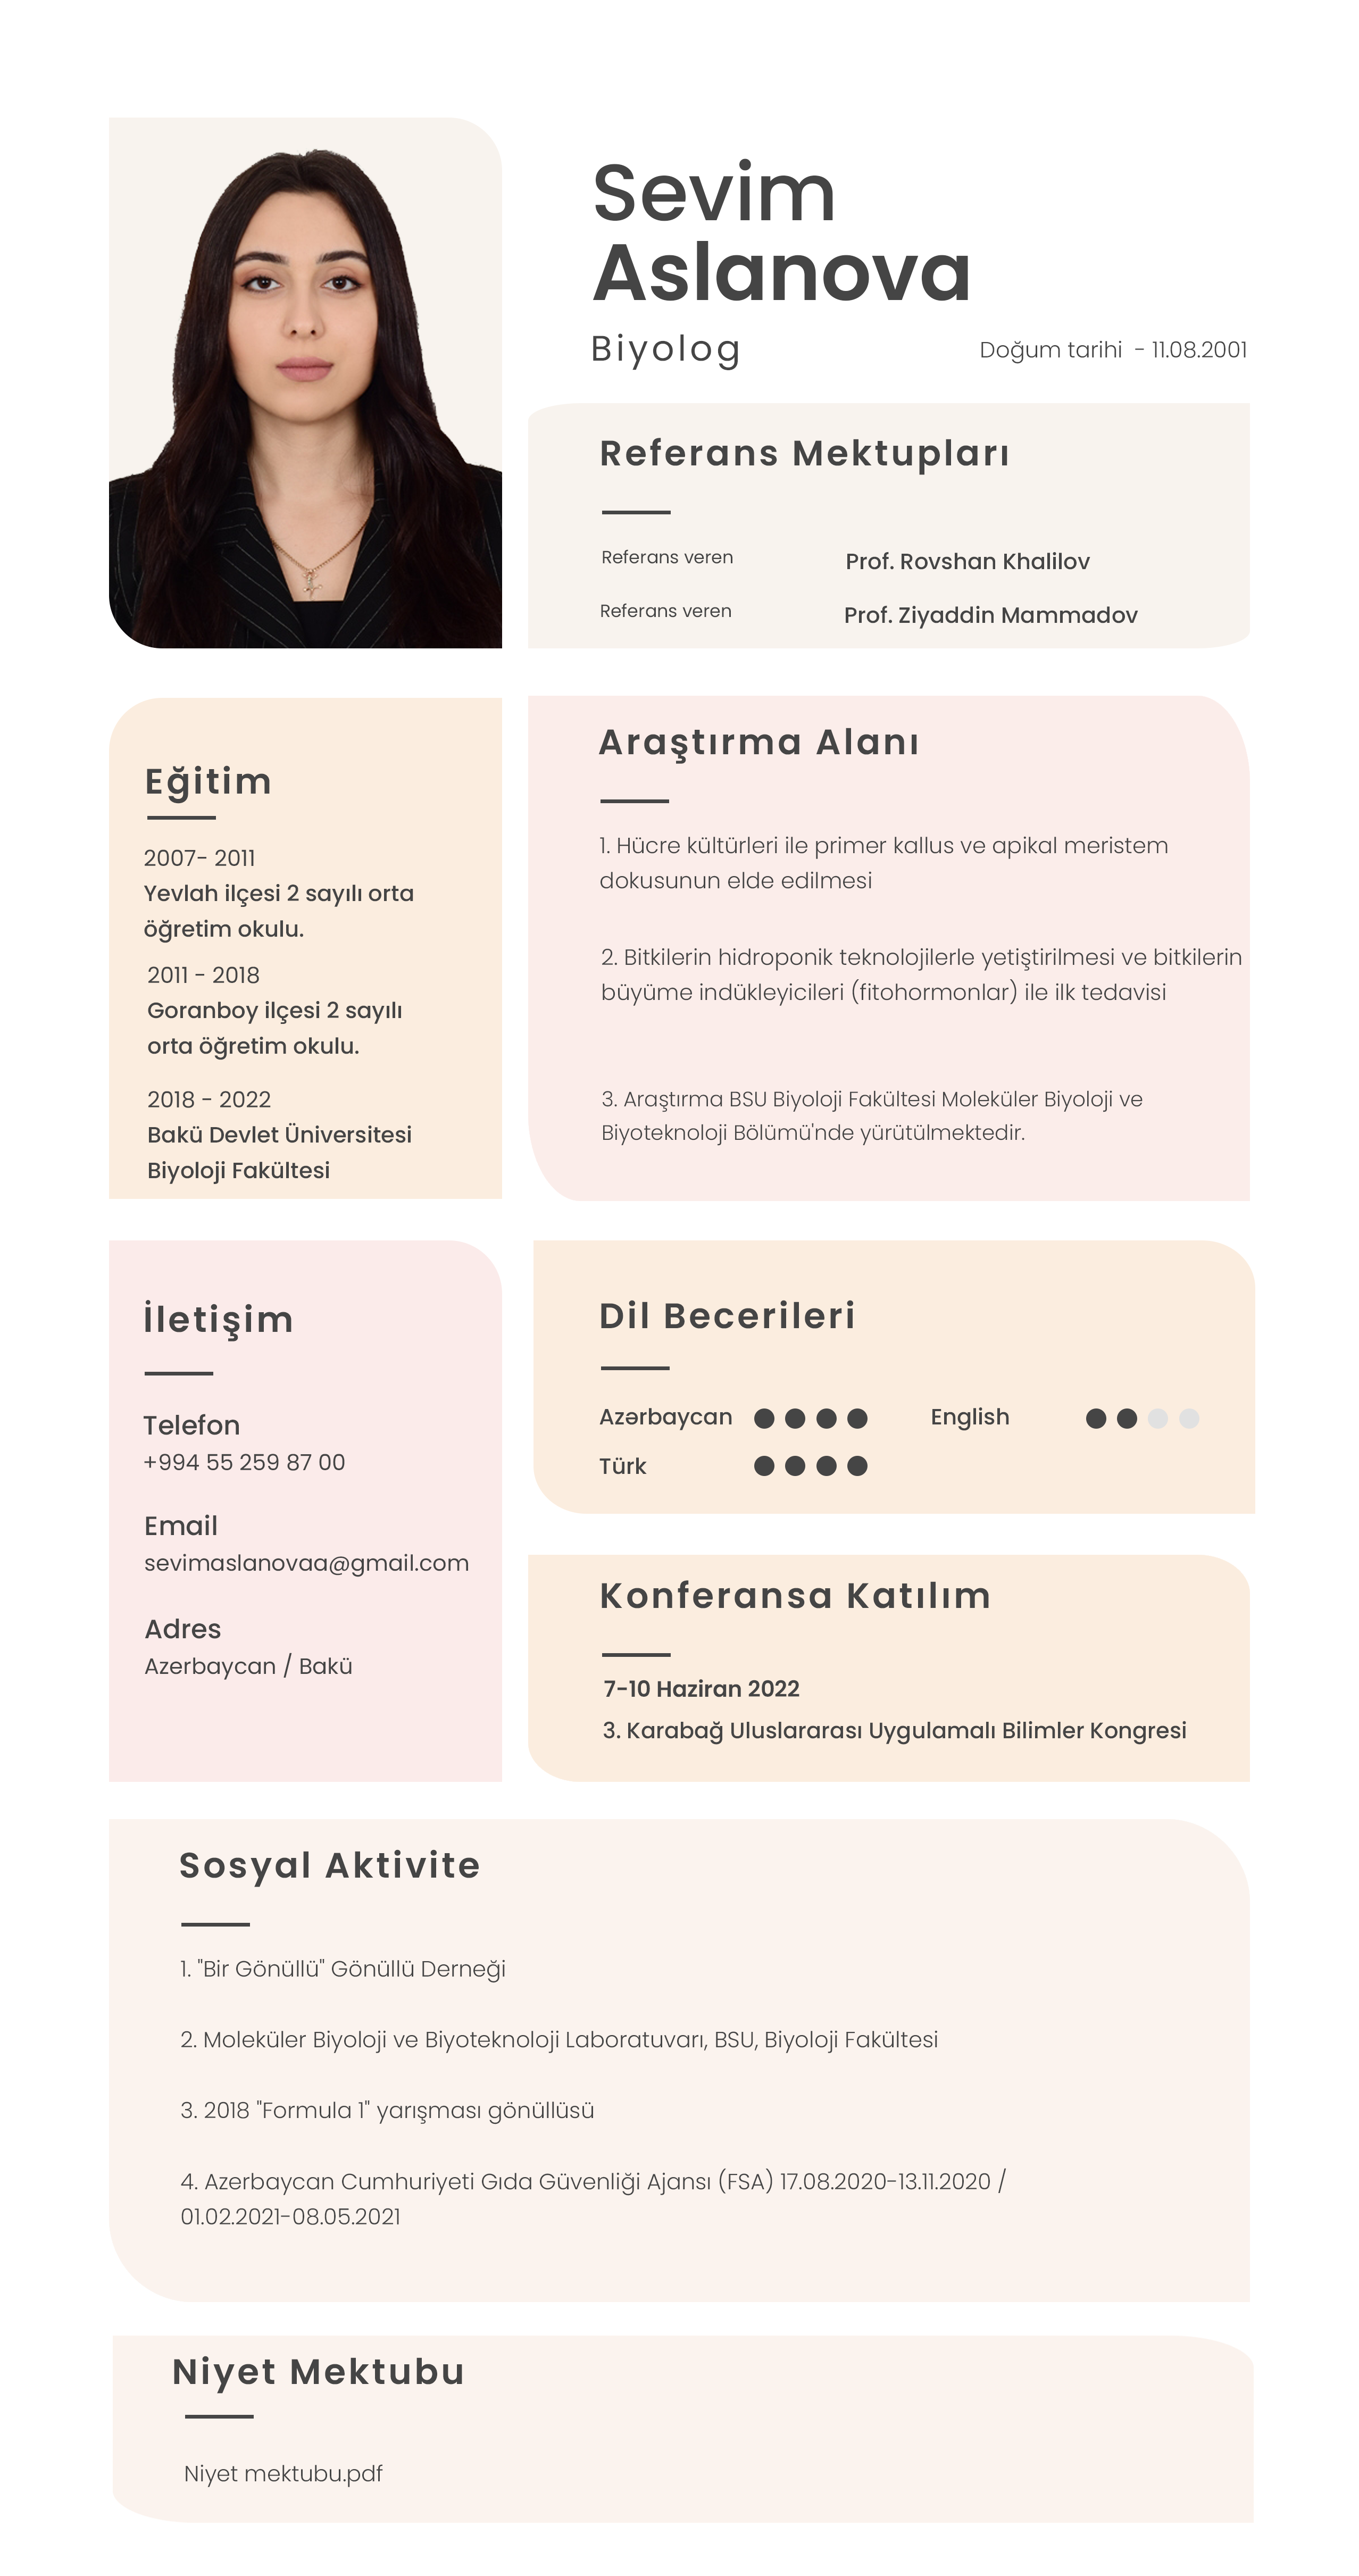 Sevim
Aslanova
Biyolog
Doğum tarihi - 11.08.2001
Referans Mektupları
Referans veren
Prof. Rovshan Khalilov
Referans veren
Prof. Ziyaddin Mammadov
Eğitim
2007- 2011
Yevlah ilçesi 2 sayılı orta
öğretim okulu.
2011 - 2018
Goranboy ilçesi 2 sayılı
orta öğretim okulu.
2018 - 2022
Bakü Devlet Üniversitesi
Biyoloji Fakültesi
Araştırma Alanı
1. Hücre kültürleri ile primer kallus ve apikal meristem
dokusunun elde edilmesi
2. Bitkilerin hidroponik teknolojilerle yetiştirilmesi ve bitkilerin
büyüme indükleyicileri (fitohormonlar) ile ilk tedavisi
3. Araştırma BSU Biyoloji Fakültesi Moleküler Biyoloji ve
Biyoteknoloji Bölümü'nde yürütülmektedir.
İletişim
Telefon
+994 55 259 87 00
Email
sevimaslanovaa@gmail.com
Adres
Azerbaycan / Bakü
Dil Becerileri
Azərbaycan
English
Türk
Konferansa Katılım
7-10 Haziran 2022
3. Karabağ Uluslararası Uygulamalı Bilimler Kongresi
Sosyal Aktivite
1. "Bir Gönüllü" Gönüllü Derneği
2. Moleküler Biyoloji ve Biyoteknoloji Laboratuvarı, BSU, Biyoloji Fakültesi
3. 2018 "Formula 1" yarışması gönüllüsü
4. Azerbaycan Cumhuriyeti Gıda Güvenliği Ajansı (FSA) 17.08.2020-13.11.2020 /
01.02.2021-08.05.2021
Niyet Mektubu
Niyet mektubu.pdf